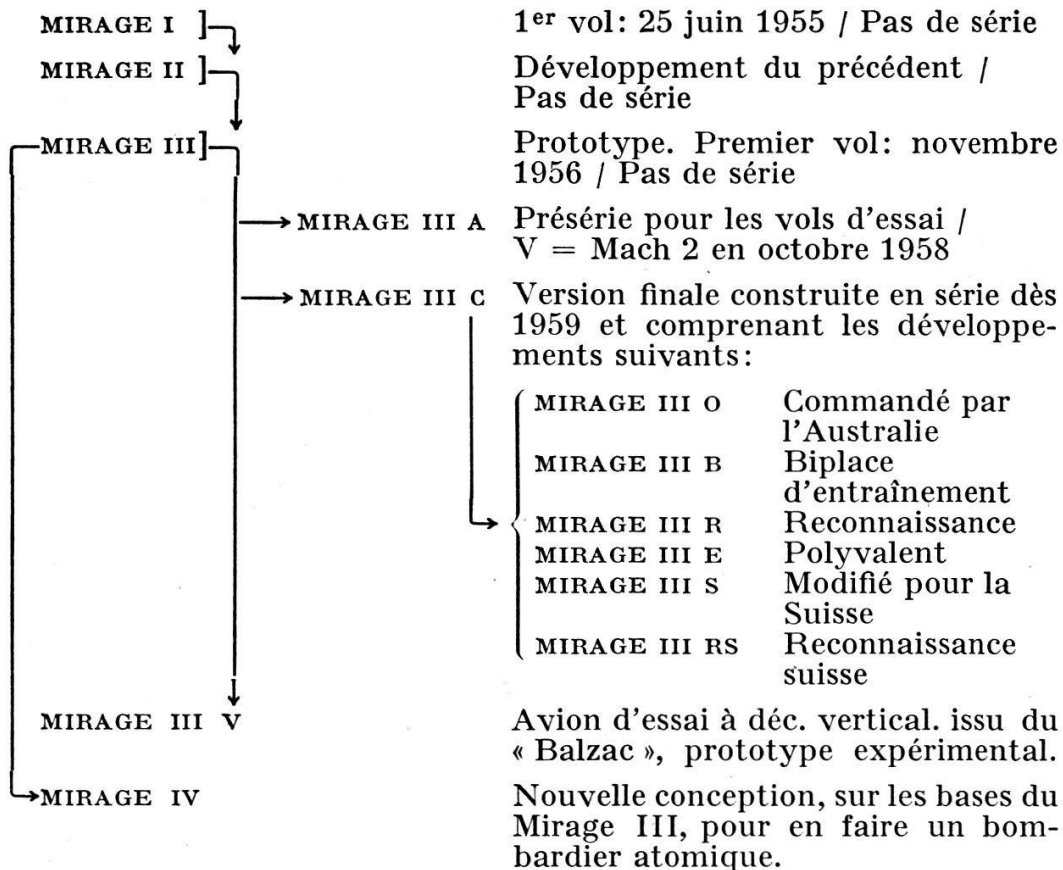 MIRAGE I ] 1er vol: 25 juin 1955 / Pas de série
MIRAGE II ] Développement du précédent /
Pas de série
MIRAGE III] Prototype. Premier vol: novembre
1956 / Pas de série
MIRAGE III A Présérie pour les vols d'essai /
V = Mach 2 en octobre 1958
MIRAGE III C Version finale construite en série dès
1959 et comprenant les développe-
ments suivants:
MIRAGE III O Commandé par
l'Australie
MIRAGE III B Biplace
d'entraînement
MIRAGE III R Reconnaissance
MIRAGE III E Polyvalent
MIRAGE III S Modifié pour la
Suisse
MIRAGE III RS Reconnaissance
suisse
MIRAGE III V Avion d'essai à déc. vertical. issu du
« Balzac », prototype expérimental.
MIRAGE IV Nouvelle conception, sur les bases du
Mirage III, pour en faire un bom-
bardier atomique.